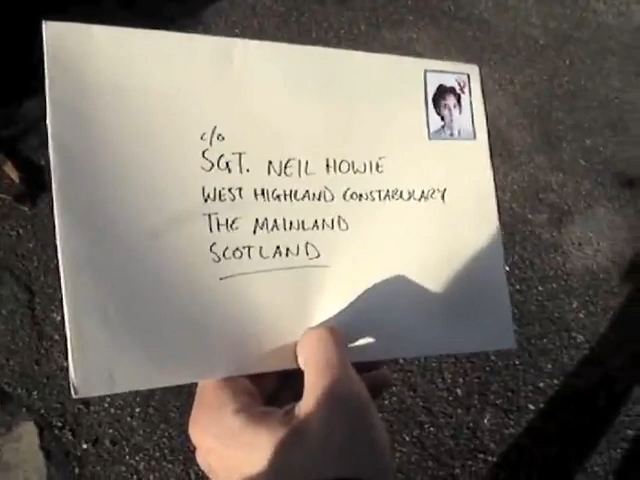 c/o
SGT. NEIL HOWIE
WEST HIGHLAND CONSTABULARY
THE MAINLAND
SCOTLAND